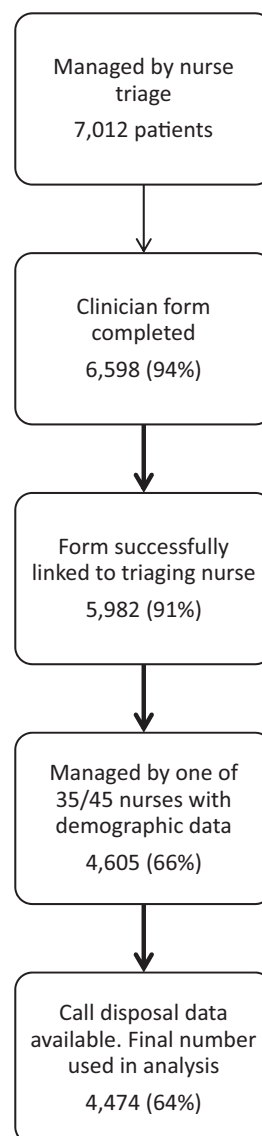 Managed by nurse
triage
7,012 patients
Clinician form
completed
6,598 (94%)
Form successfully
linked to triaging nurse
5,982 (91%)
Managed by one of
35/45 nurses with
demographic data
4,605 (66%)
Call disposal data
available. Final number
used in analysis
4,474 (64%)